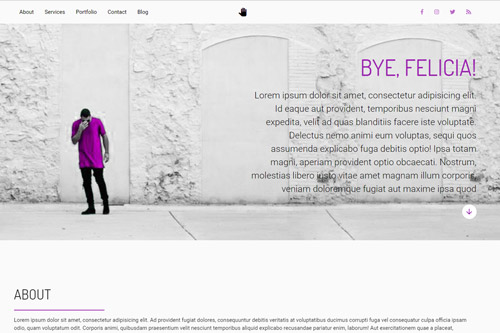 About Services Portfolio Contact Blog
BYE, FELICIA!
Lorem ipsum dolor sit amet, consectetur adipisicing elit.
Id eaque aut provident, temporibus nesciunt magni
expedita, velit ad quas blanditiis facere iste voluptate.
Delectus nemo animi eum voluptas, sequi quos
assumenda explicabo fuga debitis optio! Ipsa totam
magni, aperiam provident optio obcaecati. Nostrum,
molestias libero iusto vitae amet magnam illum corporis,
veniam doloremque fugiat aut maxime ipsa quod
ABOUT
Lorem ipsum dolor sit amet, consectetur adipisicing elit. Ad provident fugiat dolores, consequuntur debitis veritatis at voluptatibus ducimus corrupti fuga vel consequatur culpa officia ipsam
odio, quam voluptatum odit. Corporis animi, quibusdam praesentium velit nesciunt tempora blanditiis explicabo recusandae pariatur enim, laborum! Aut exercitationem quae a placeat,